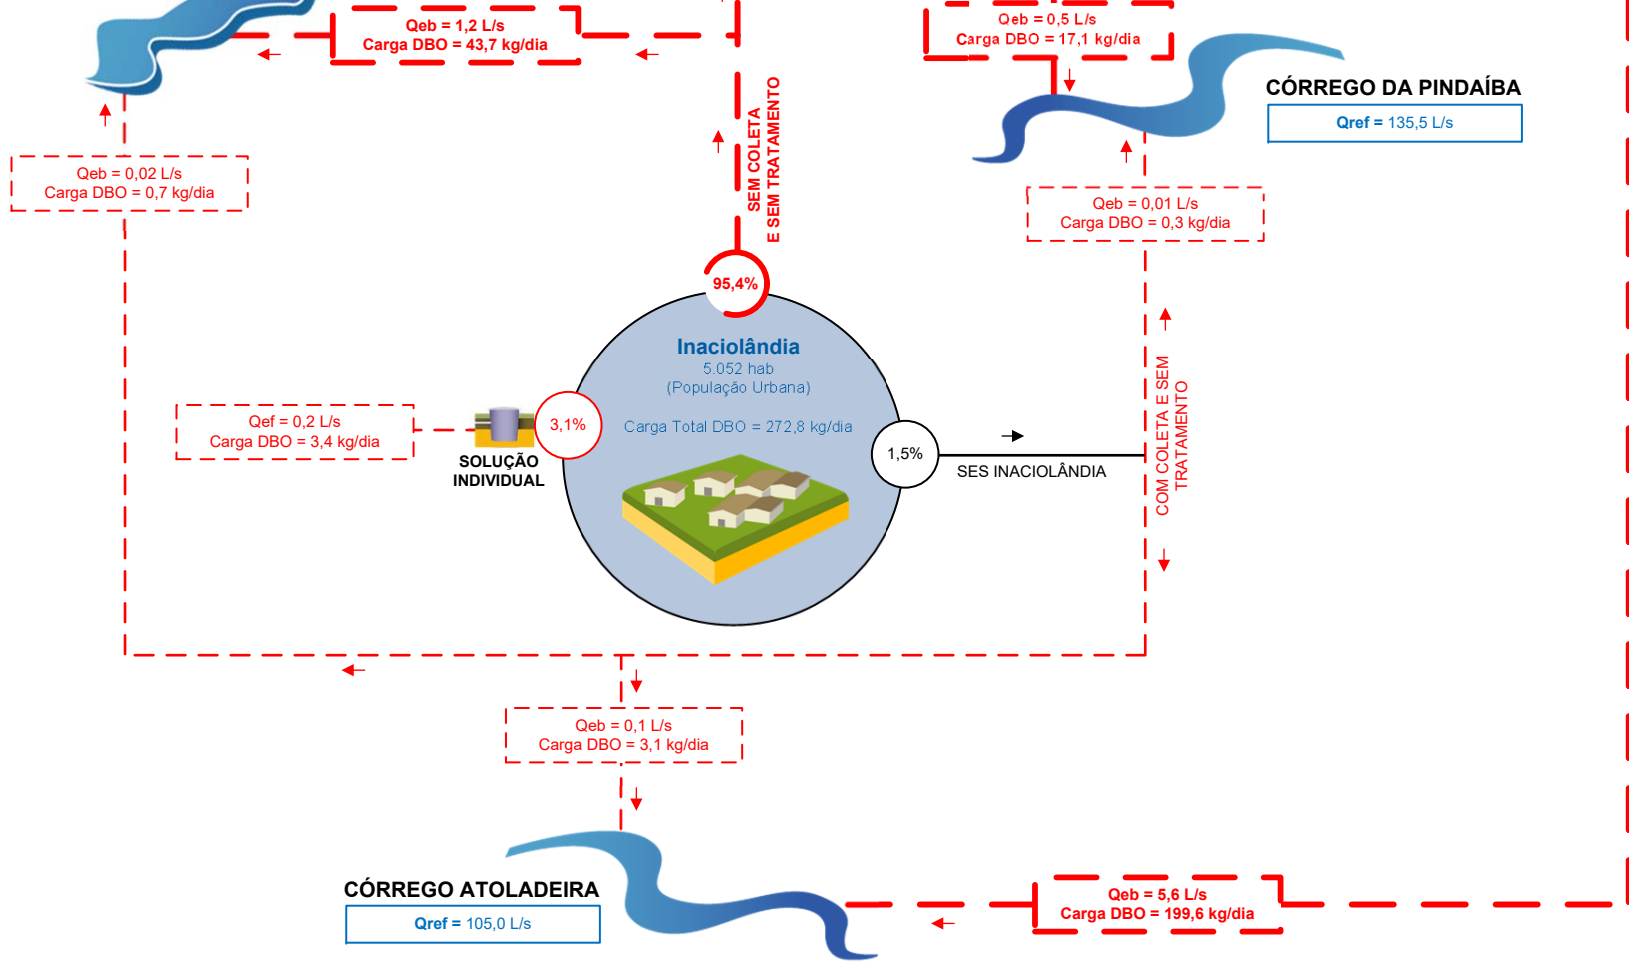 Qeb = 1,2 L/s
Carga DBO = 43,7 kg/dia
Qeb = 0,5 L/s
Carga DBO = 17,1 kg/dia
CÓRREGO DA PINDAÍBA
Qref = 135,5 L/s
SEM COLETA
E SEM TRATAMENTO
Qeb = 0,02 L/s
Carga DBO = 0,7 kg/dia
Qeb = 0,01 L/s
Carga DBO = 0,3 kg/dia
95,4%
Inaciolândia
5.052 hab
(População Urbana)
Carga Total DBO = 272,8 kg/dia
Qef = 0,2 L/s
Carga DBO = 3,4 kg/dia
3,1%
SOLUÇÃO
INDIVIDUAL
1,5%
SES INACIOLÂNDIA
COM COLETA E SEM
TRATAMENTO
Qeb = 0,1 L/s
Carga DBO = 3,1 kg/dia
CÓRREGO ATOLADEIRA
Qref = 105,0 L/s
Qeb = 5,6 L/s
Carga DBO = 199,6 kg/dia